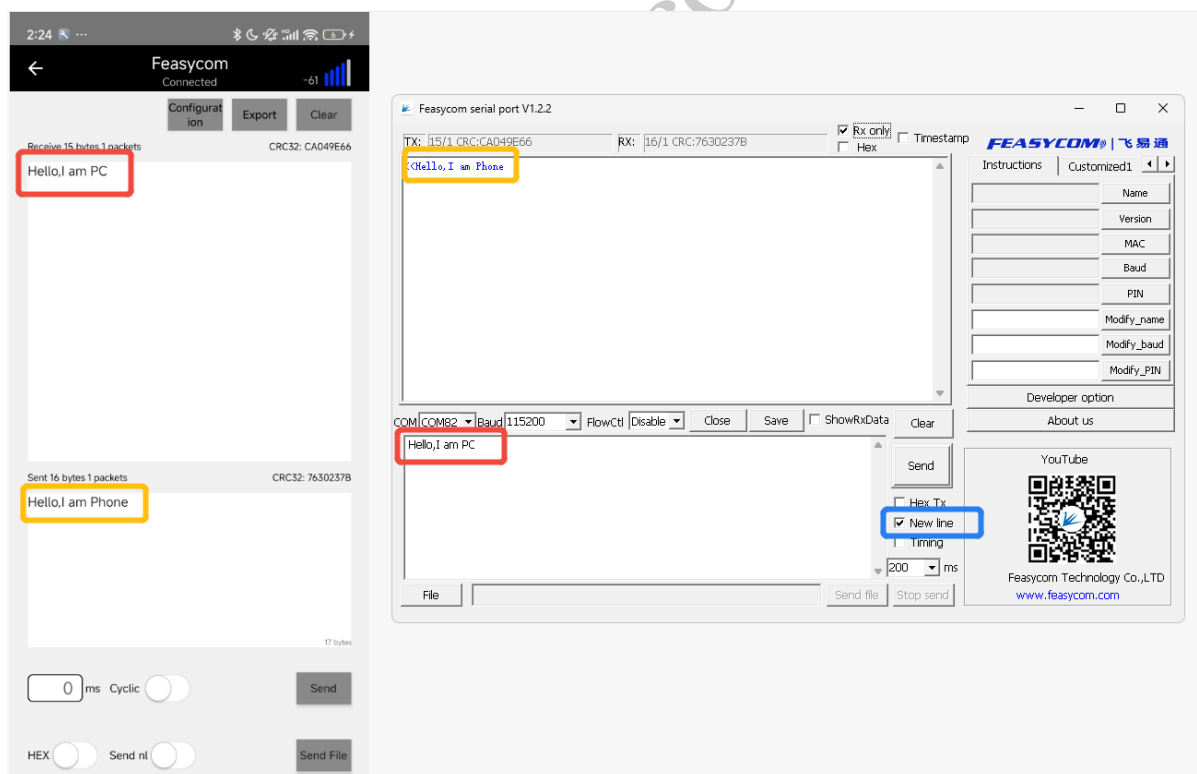 2:24 ...
6
Feasycom
Connected
-61
Configurat
ion
Export
Clear
Receive 15 bytes 1 packets
CRC32: CA049E66
Hello,I am PC
Sent 16 bytes 1 packets
CRC32: 7630237B
Hello,I am Phone
17 bytes
0 ms Cyclic
Send
HEX
Send nl
Send File
Feasycom serial port V1.2.2
TX: 15/1 CRC:CA049E66
RX: 16/1 CRC:7630237B
Rx only
Hex
Timestamp
FEASYCOM 飞易通
<<Hello,I am Phone
Instructions
Customized1
Name
Version
MAC
Baud
PIN
Modify_name
Modify_baud
Modify_PIN
Developer option
About us
COM COM82 Baud 115200 FlowCtl Disable Close Save ShowRxData Clear
Hello,I am PC
Send
Hex Tx
New line
Timing
200 ms
File
Send file
Stop send
YouTube
Feasycom Technology Co.,LTD
www.feasycom.com